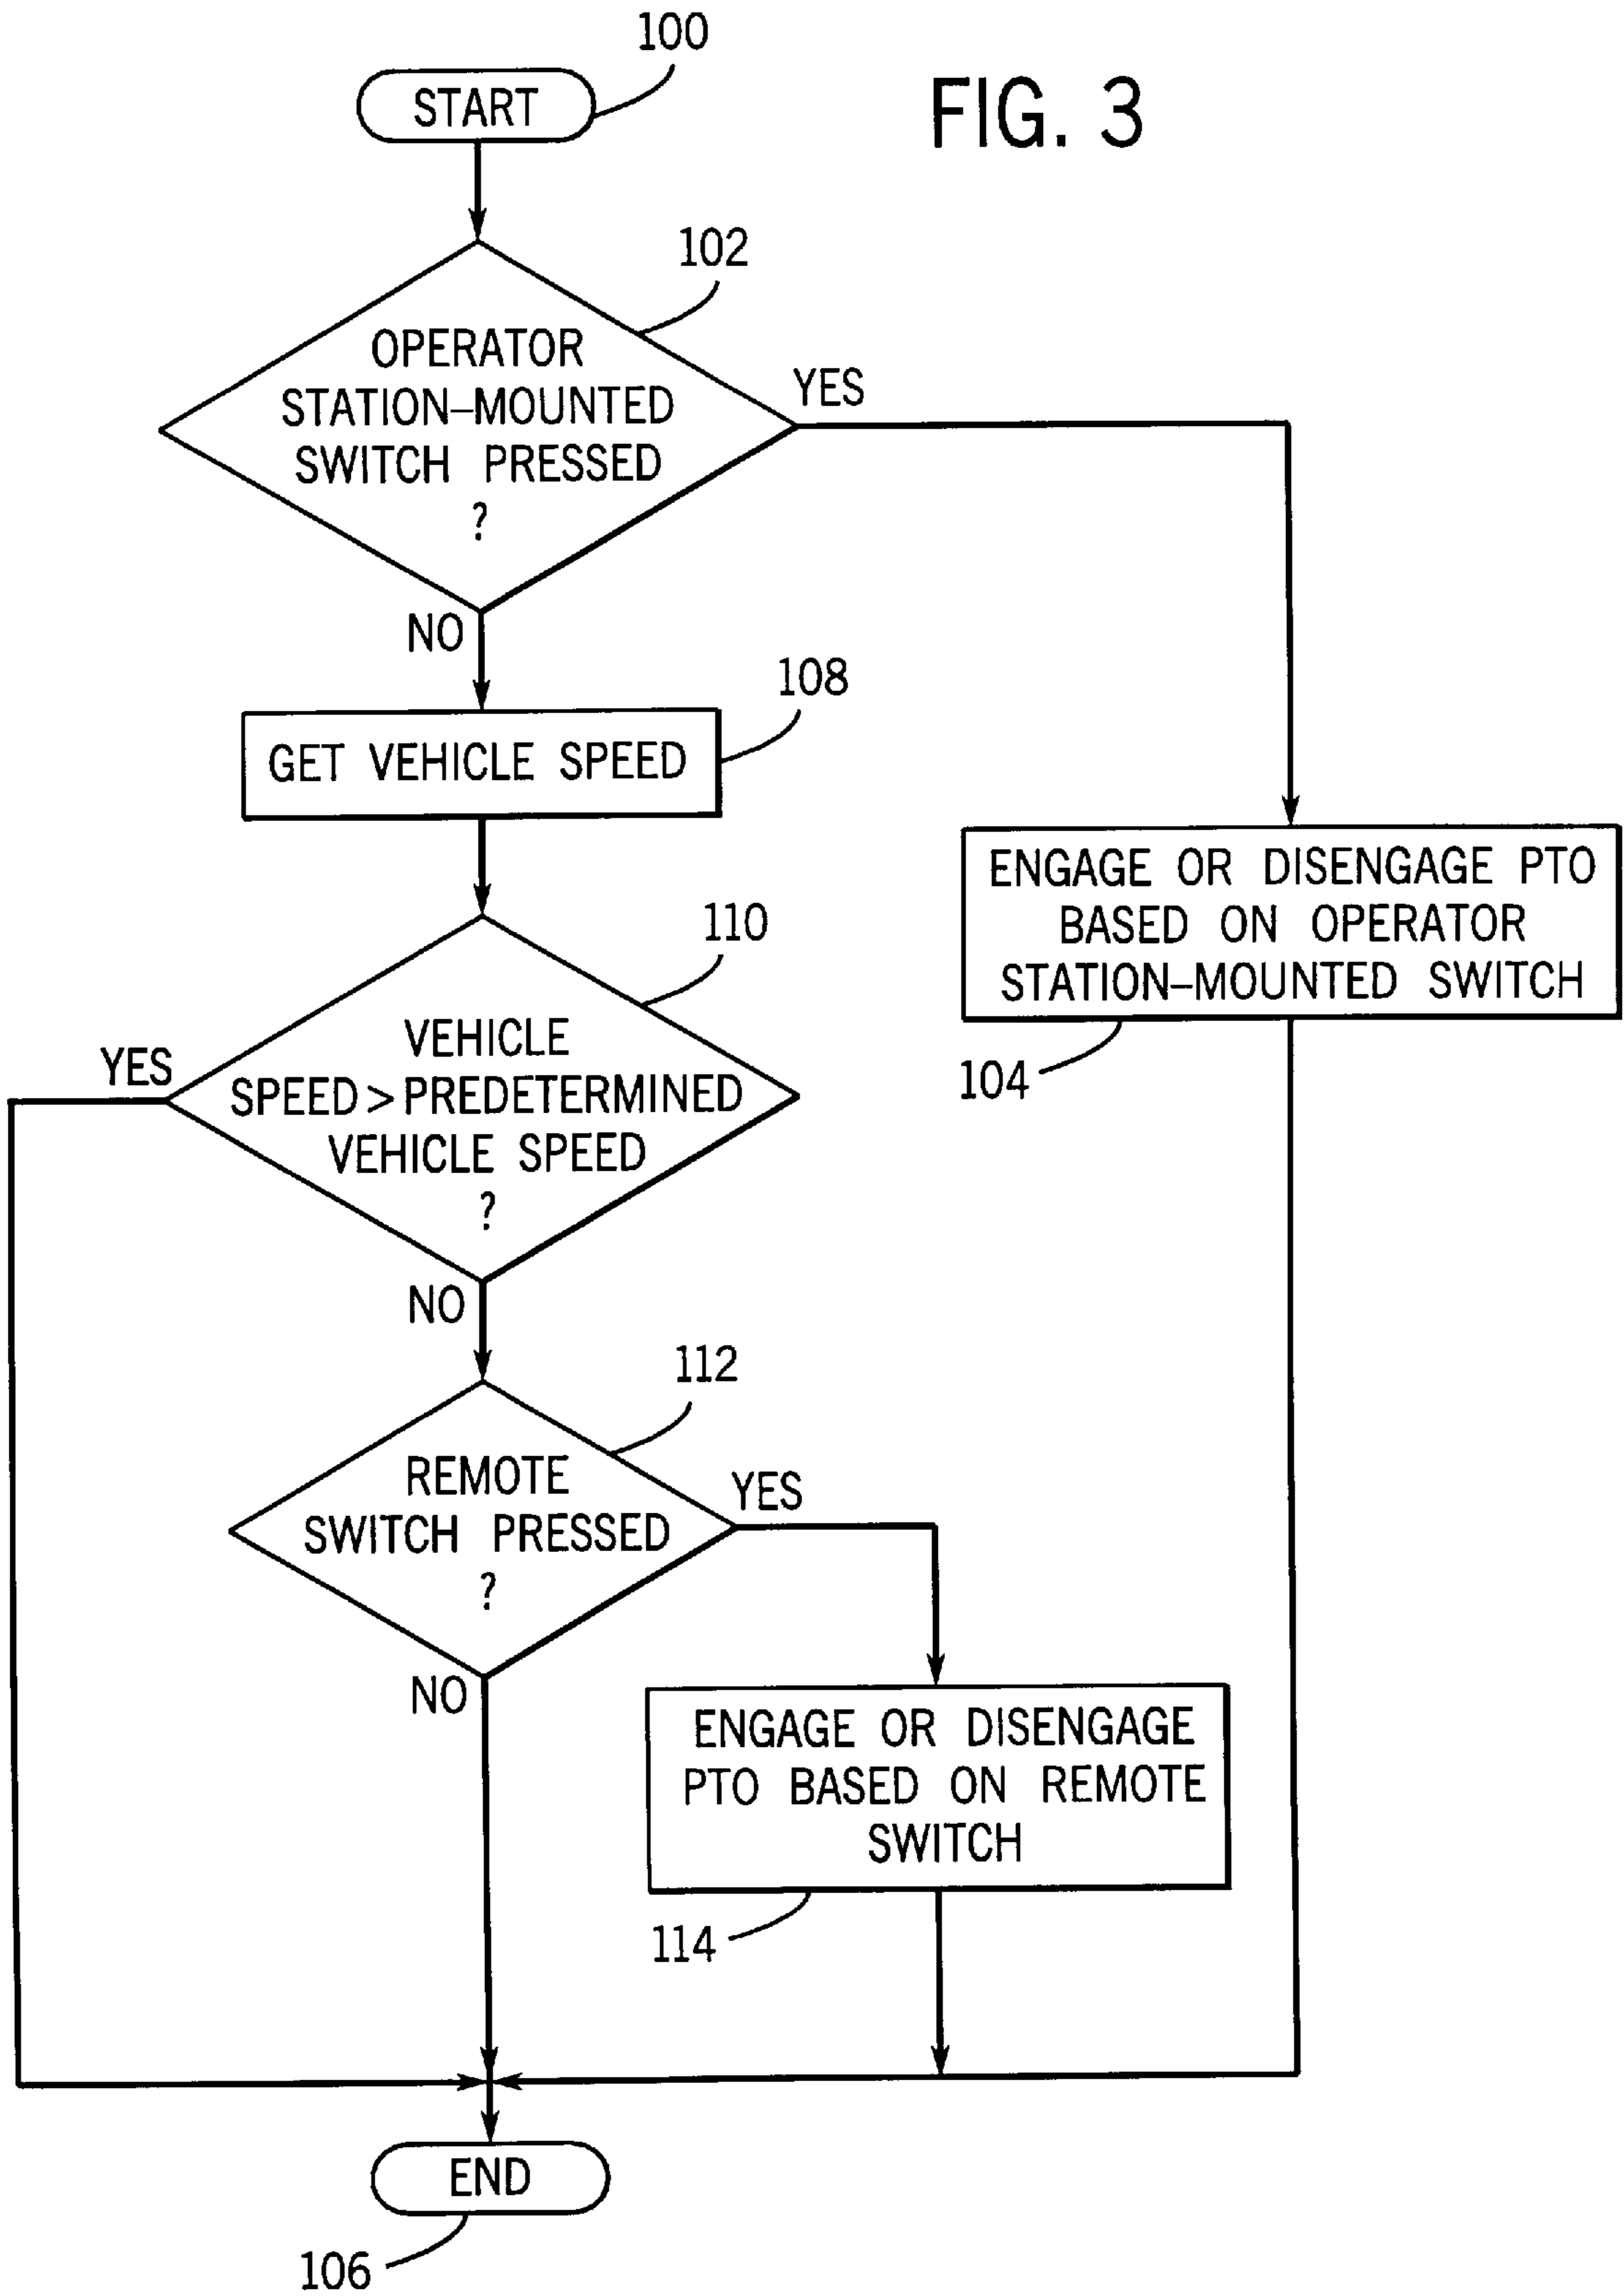 100
START
FIG. 3
102
OPERATOR
STATION–MOUNTED
SWITCH PRESSED
?
YES
NO
108
GET VEHICLE SPEED
ENGAGE OR DISENGAGE PTO
BASED ON OPERATOR
STATION–MOUNTED SWITCH
104
110
VEHICLE
SPEED > PREDETERMINED
VEHICLE SPEED
?
YES
NO
112
REMOTE
SWITCH PRESSED
?
YES
NO
ENGAGE OR DISENGAGE
PTO BASED ON REMOTE
SWITCH
114
END
106